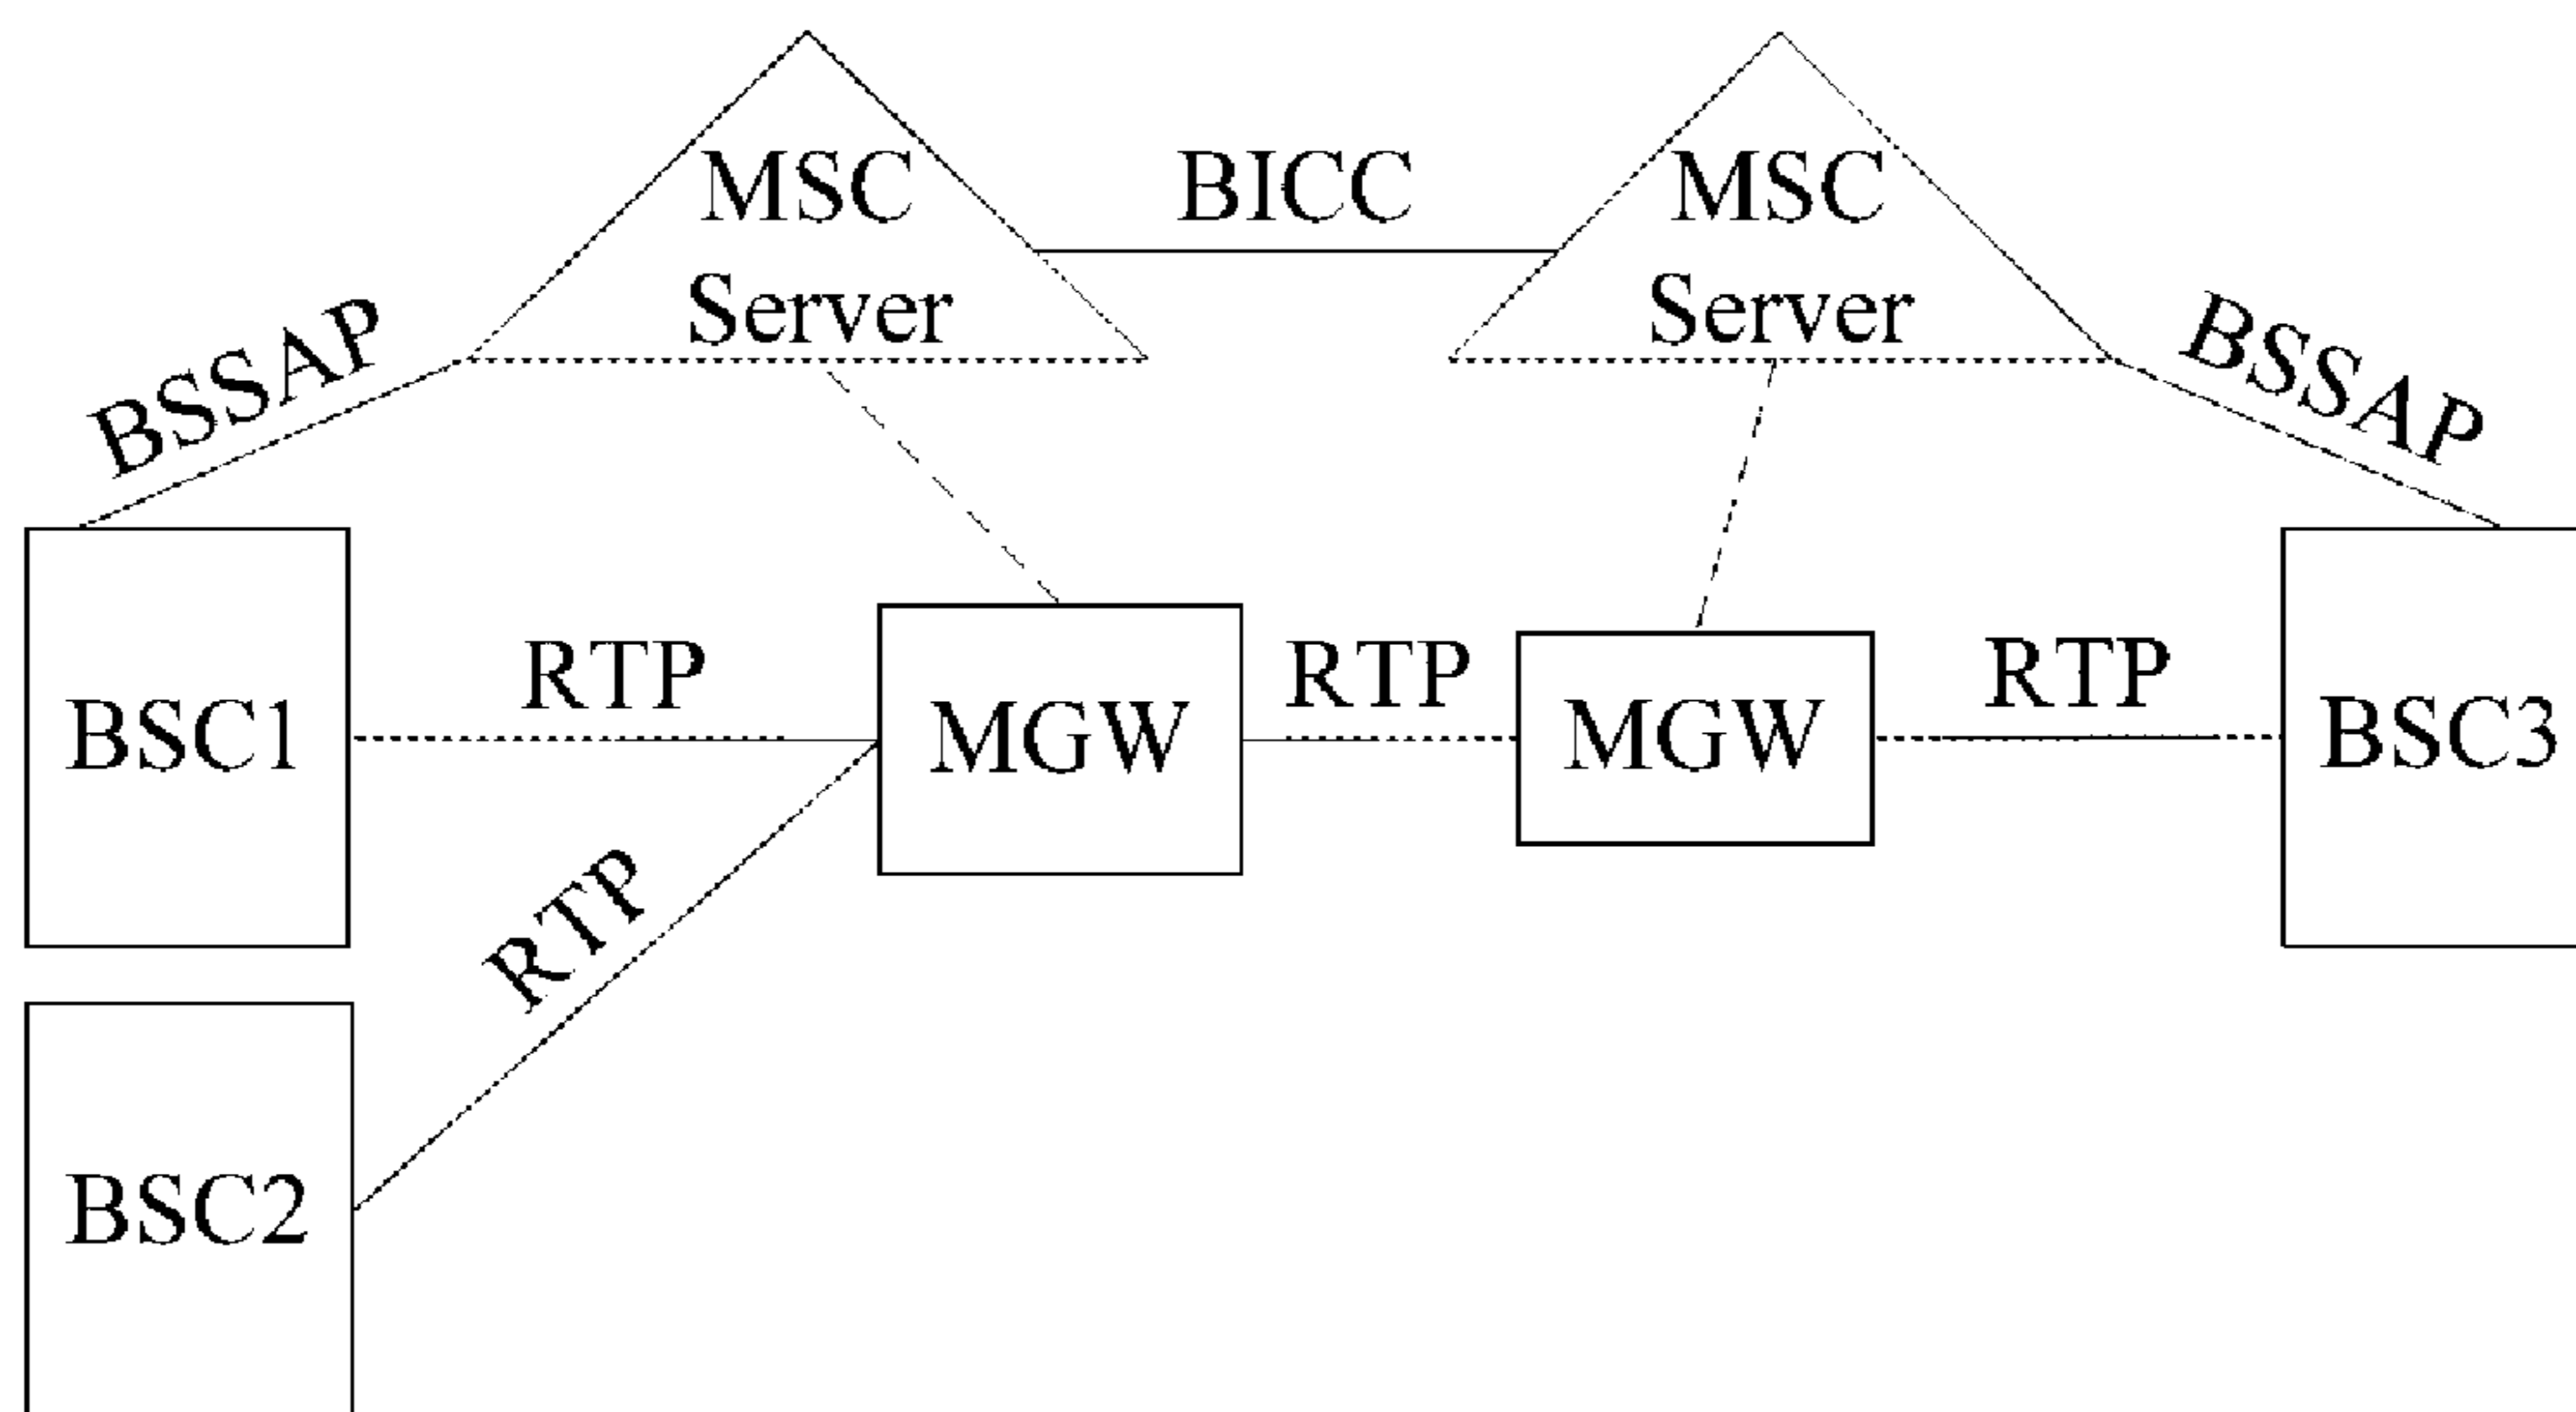 MSC
Server
BICC
MSC
Server
BSSAP
BSSAP
BSC1
RTP
MGW
RTP
MGW
RTP
BSC3
RTP
BSC2